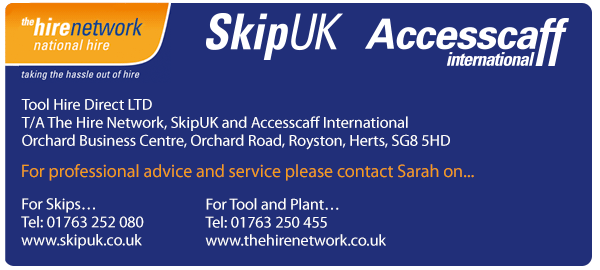 thehirenetwork
national hire
taking the hassle out of hire
SkipUK
Accesscaff
international
Tool Hire Direct LTD
T/A The Hire Network, SkipUK and Accesscaff International
Orchard Business Centre, Orchard Road, Royston, Herts, SG8 5HD
For professional advice and service please contact Sarah on...
For Skips…
Tel: 01763 252 080
www.skipuk.co.uk
For Tool and Plant…
Tel: 01763 250 455
www.thehirenetwork.co.uk